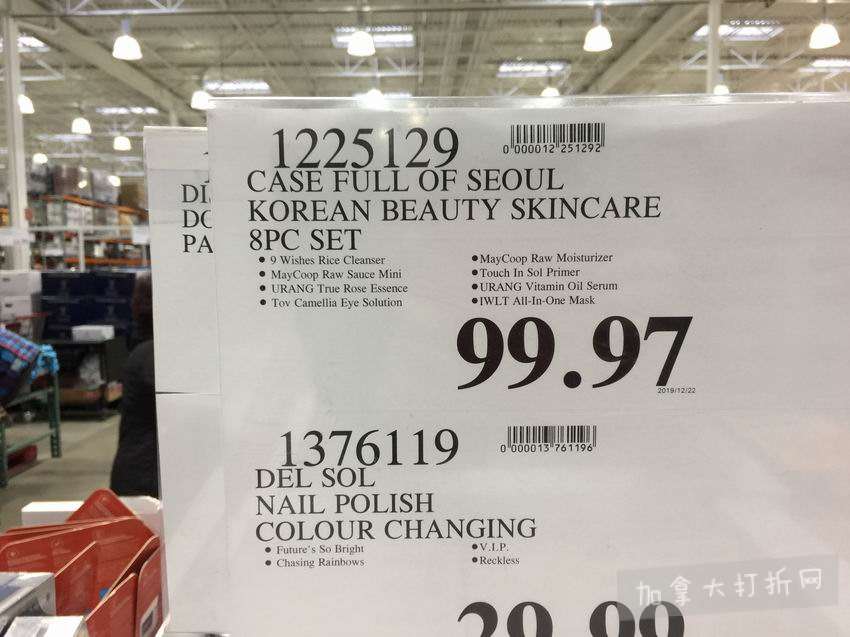 1225129
0 000012 251292
CASE FULL OF SEOUL
KOREAN BEAUTY SKINCARE
8PC SET
• 9 Wishes Rice Cleanser
• MayCoop Raw Sauce Mini
• URANG True Rose Essence
• Tov Camellia Eye Solution
• MayCoop Raw Moisturizer
• Touch In Sol Primer
• URANG Vitamin Oil Serum
• IWLT All-In-One Mask
99.97
2019/12/22
1376119
0 000013 761196
DEL SOL
NAIL POLISH
COLOUR CHANGING
• Future's So Bright
• Chasing Rainbows
• V.I.P.
• Reckless
29.99
加拿大打折网